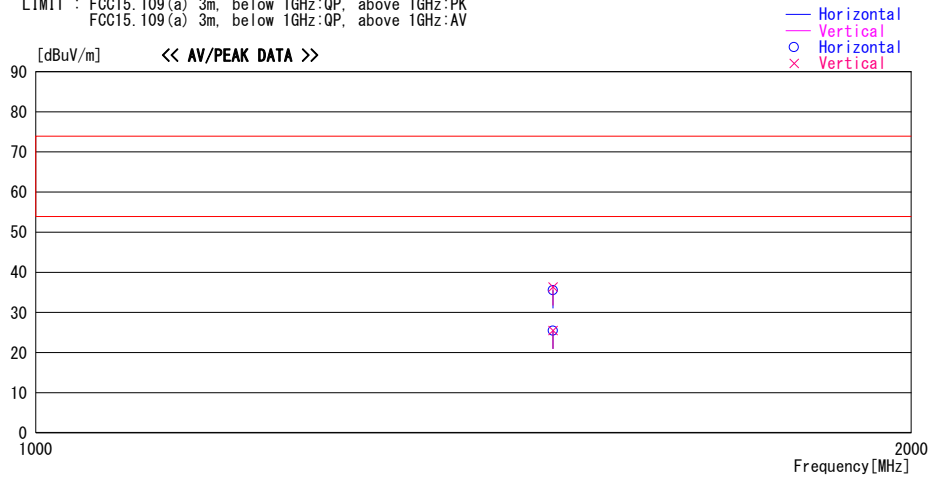 LIMIT : FCC15.109(a) 3m, below 1GHz:QP, above 1GHz:PK
FCC15.109(a) 3m, below 1GHz:QP, above 1GHz:AV
Horizontal
Vertical
Horizontal
Vertical
[dBuV/m]
<< AV/PEAK DATA >>
90
80
70
60
50
40
30
20
10
0
1000
2000
Frequency[MHz]